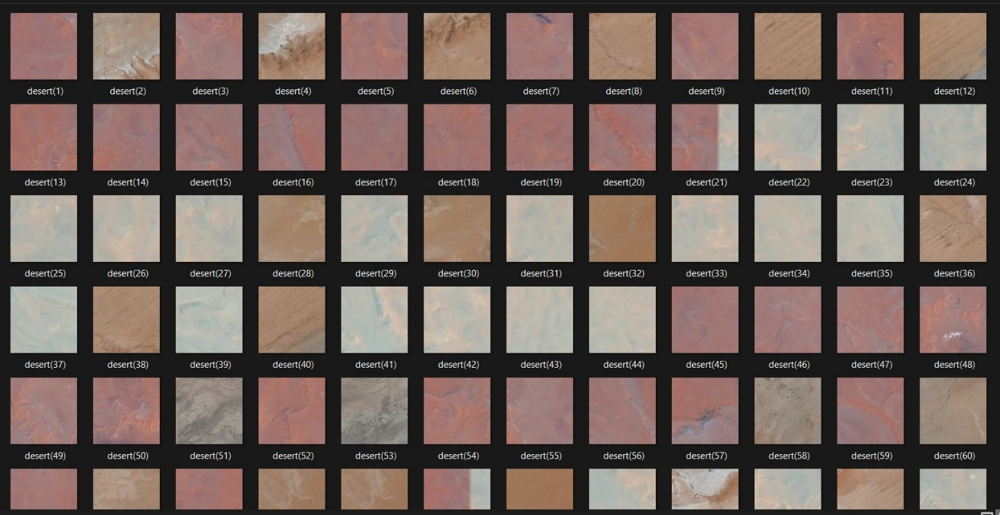 desert(1) desert(2) desert(3) desert(4) desert(5) desert(6) desert(7) desert(8) desert(9) desert(10) desert(11) desert(12)
desert(13) desert(14) desert(15) desert(16) desert(17) desert(18) desert(19) desert(20) desert(21) desert(22) desert(23) desert(24)
desert(25) desert(26) desert(27) desert(28) desert(29) desert(30) desert(31) desert(32) desert(33) desert(34) desert(35) desert(36)
desert(37) desert(38) desert(39) desert(40) desert(41) desert(42) desert(43) desert(44) desert(45) desert(46) desert(47) desert(48)
desert(49) desert(50) desert(51) desert(52) desert(53) desert(54) desert(55) desert(56) desert(57) desert(58) desert(59) desert(60)